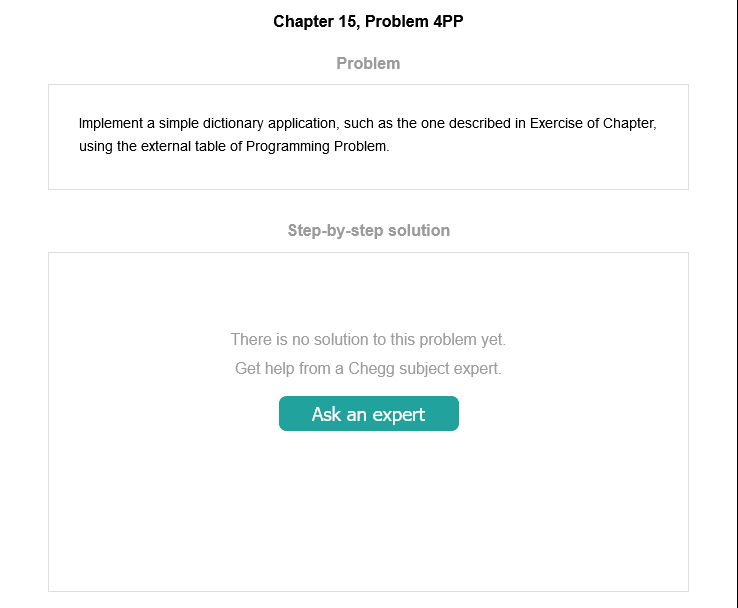 Chapter 15, Problem 4PP
Problem
Implement a simple dictionary application, such as the one described in Exercise of Chapter,
using the external table of Programming Problem.
Step-by-step solution
There is no solution to this problem yet.
Get help from a Chegg subject expert.
Ask an expert